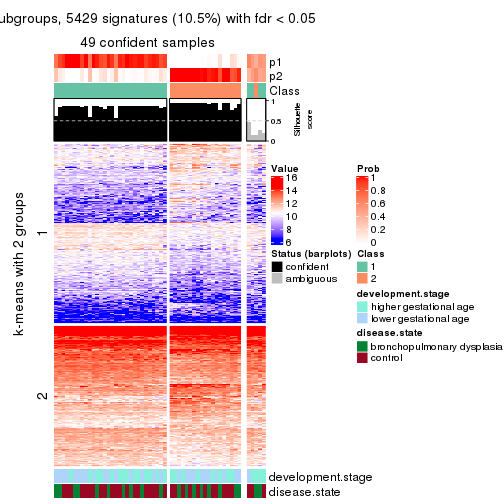 ubgroups, 5429 signatures (10.5%) with fdr < 0.05
49 confident samples
p1
p2
Class
1
0.5
0
Silhouette
score
k-means with 2 groups
1
2
Value
16
14
12
10
8
6
Prob
1
0.8
0.6
0.4
0.2
0
Status (barplots)
confident
ambiguous
Class
1
2
development.stage
higher gestational age
lower gestational age
disease.state
bronchopulmonary dysplasia
control
development.stage
disease.state